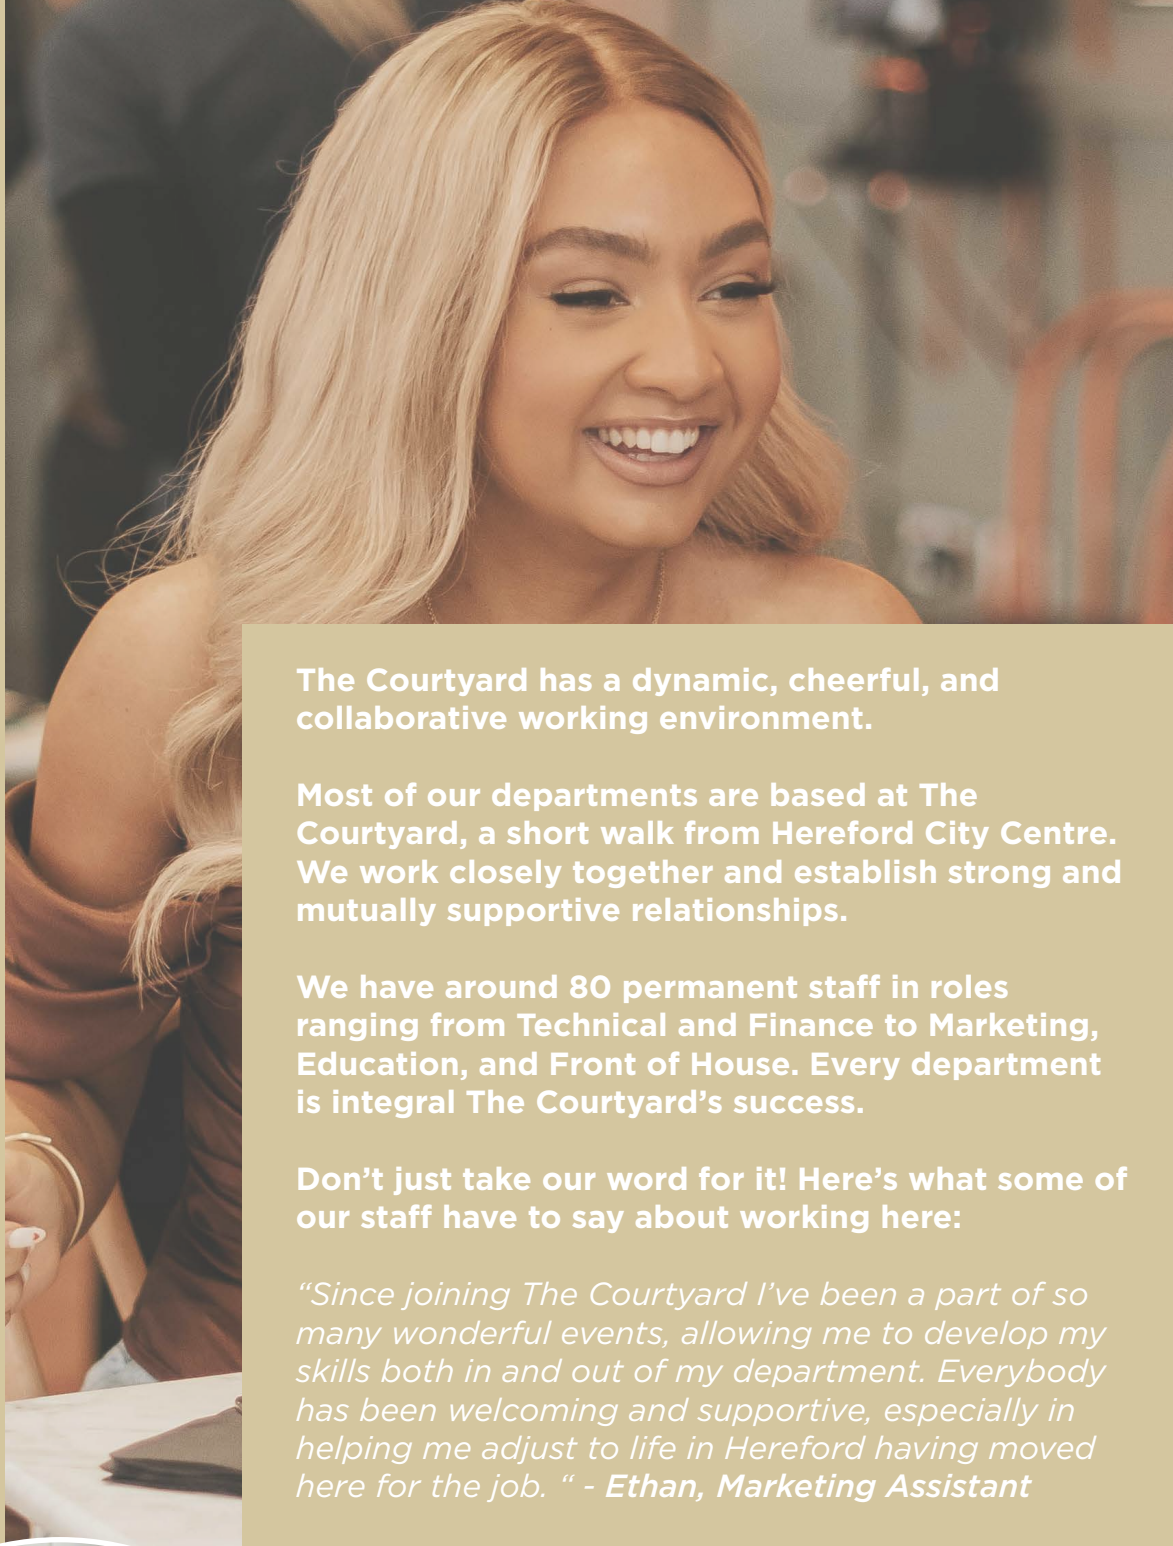 The Courtyard has a dynamic, cheerful, and
collaborative working environment.
Most of our departments are based at The
Courtyard, a short walk from Hereford City Centre.
We work closely together and establish strong and
mutually supportive relationships.
We have around 80 permanent staff in roles
ranging from Technical and Finance to Marketing,
Education, and Front of House. Every department
is integral The Courtyard’s success.
Don’t just take our word for it! Here’s what some of
our staff have to say about working here:
“Since joining The Courtyard I’ve been a part of so
many wonderful events, allowing me to develop my
skills both in and out of my department. Everybody
has been welcoming and supportive, especially in
helping me adjust to life in Hereford having moved
here for the job. “ - Ethan, Marketing Assistant